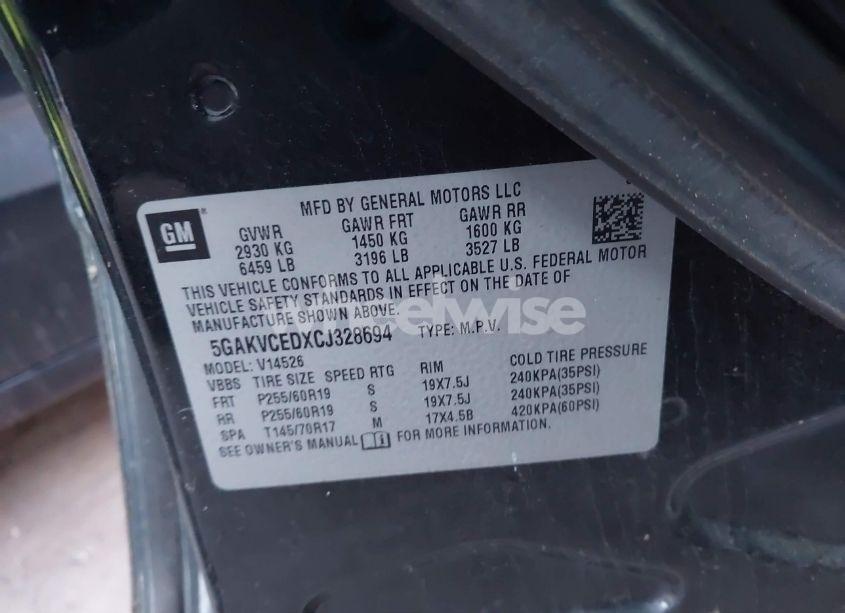 MFD BY GENERAL MOTORS LLC
GM
GVWR GAWR FRT GAWR RR
2930 KG 1450 KG 1600 KG
6459 LB 3196 LB 3527 LB
THIS VEHICLE CONFORMS TO ALL APPLICABLE U.S. FEDERAL MOTOR
VEHICLE SAFETY STANDARDS IN EFFECT ON THE DATE OF
MANUFACTURE SHOWN ABOVE.
5GAKVCEDXCJ328694 TYPE: M.P.V.
MODEL: V14526
VBBS TIRE SIZE SPEED RTG RIM COLD TIRE PRESSURE
FRT P255/60R19 S 19X7.5J 240KPA(35PSI)
RR P255/60R19 S 19X7.5J 240KPA(35PSI)
SPA T145/70R17 M 17X4.5B 420KPA(60PSI)
SEE OWNER'S MANUAL FOR MORE INFORMATION.